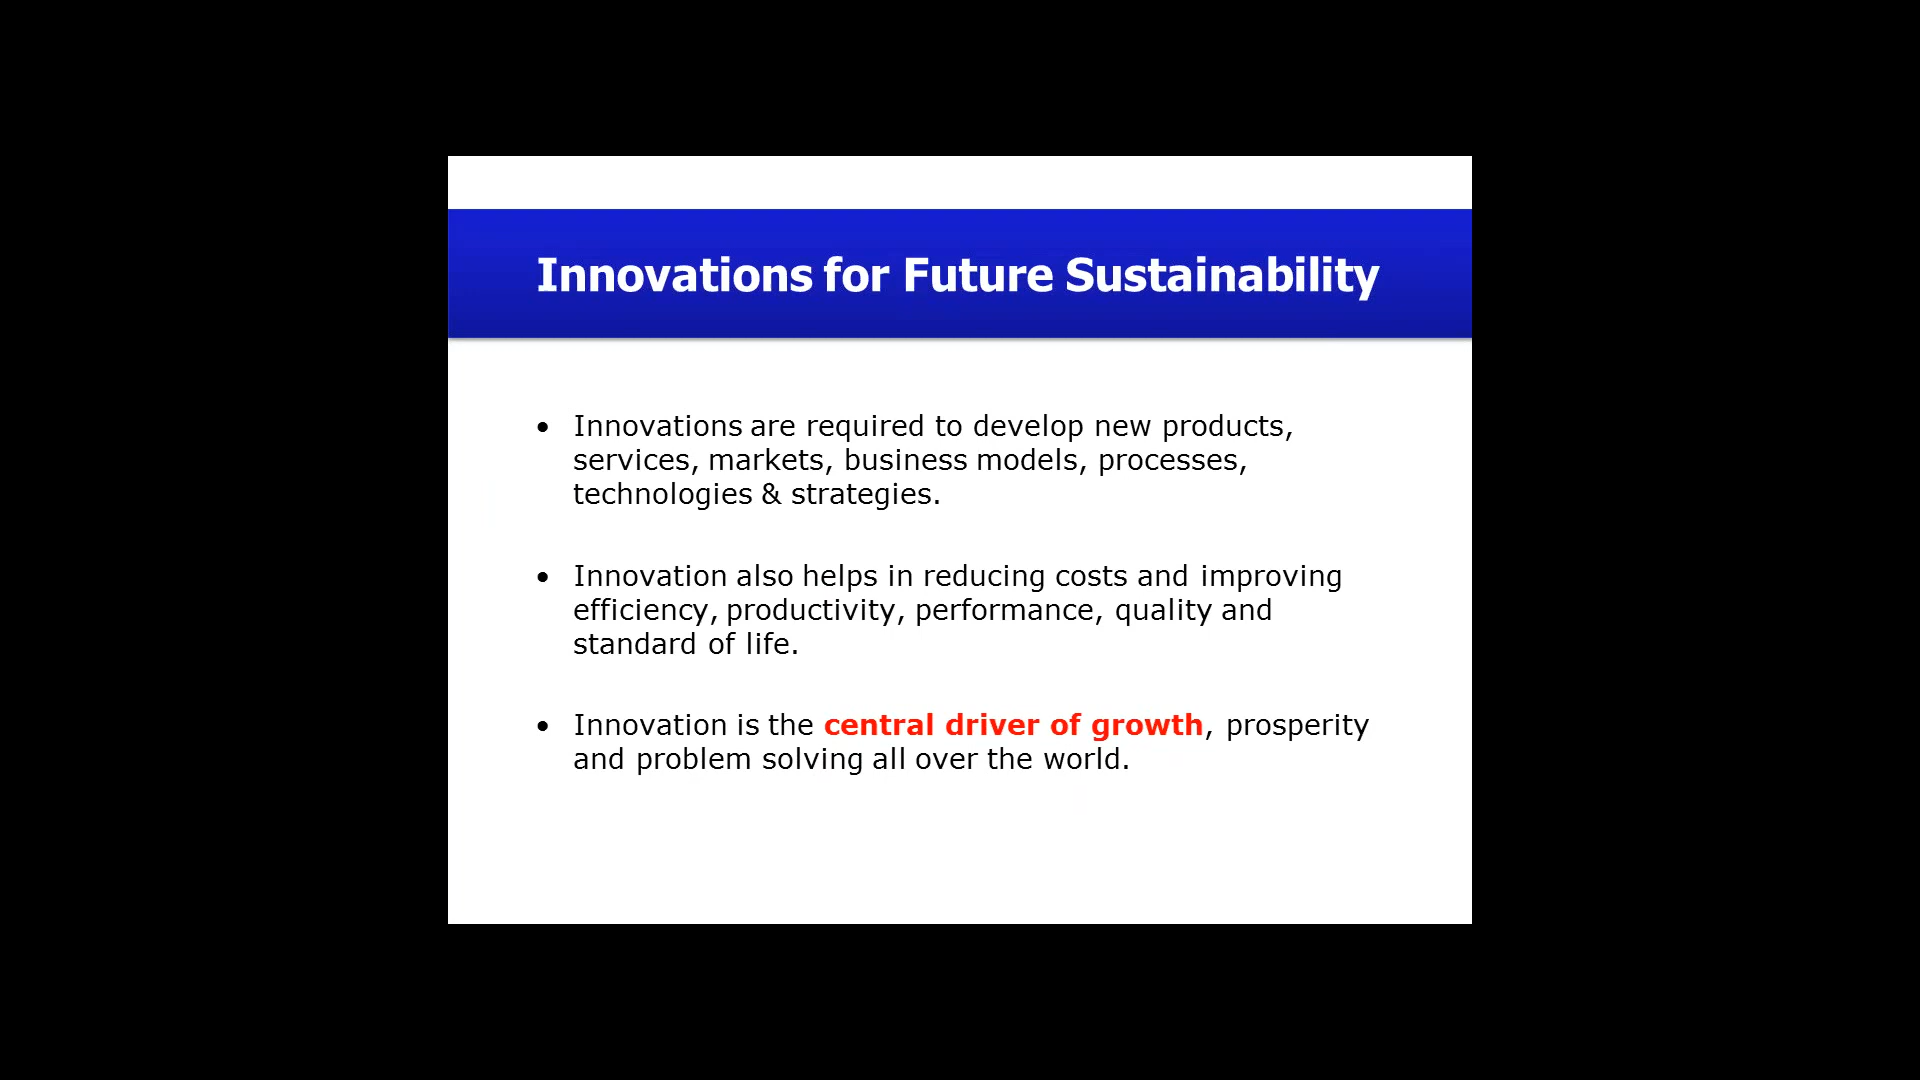 Innovations for Future Sustainability
• Innovations are required to develop new products,
services, markets, business models, processes,
technologies & strategies.
• Innovation also helps in reducing costs and improving
efficiency, productivity, performance, quality and
standard of life.
• Innovation is the central driver of growth, prosperity
and problem solving all over the world.